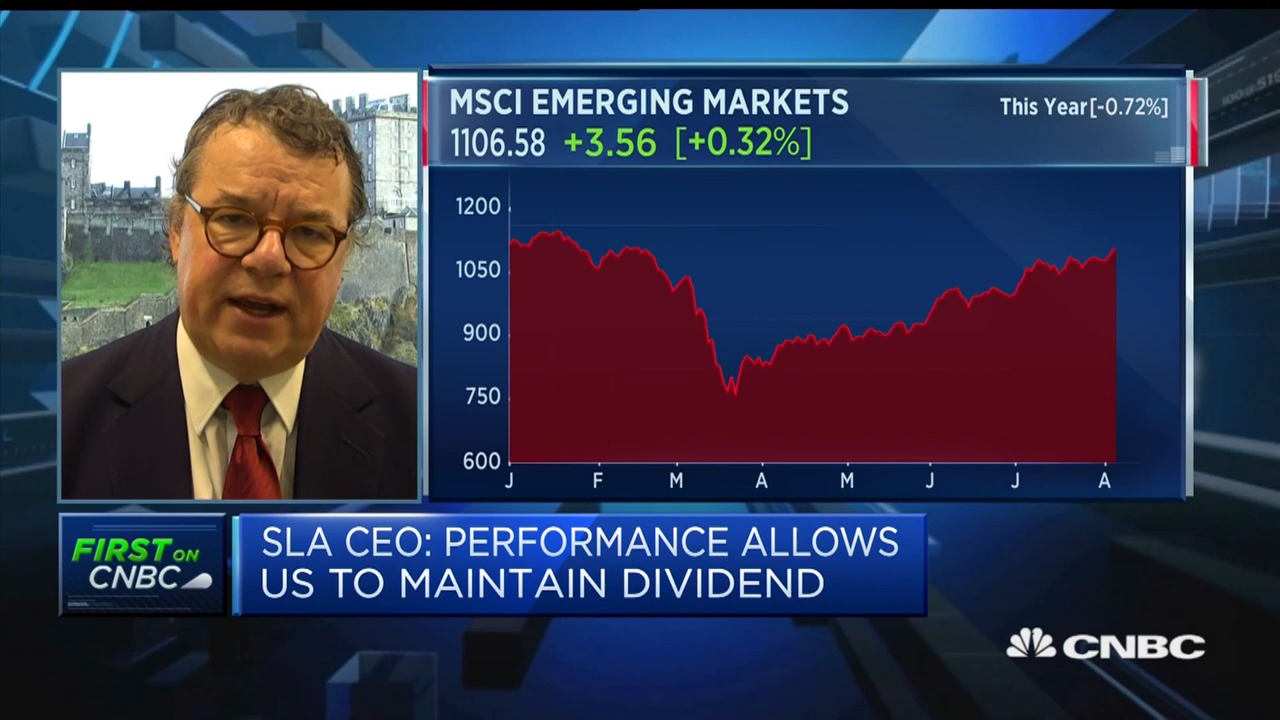 MSCI EMERGING MARKETS
This Year[-0.72%]
1106.58 +3.56 [+0.32%]
1200
1050
900
750
600
J F M A M J J A
FIRST ON
CNBC
SLA CEO: PERFORMANCE ALLOWS
US TO MAINTAIN DIVIDEND
CNBC